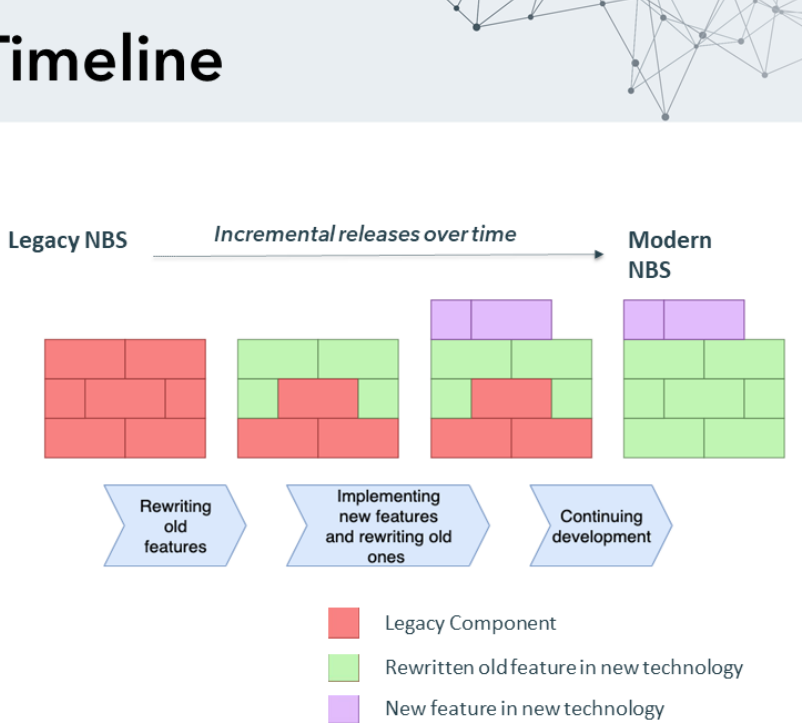 Timeline
Legacy NBS
Incremental releases over time
Modern
NBS
Rewriting
old
features
Implementing
new features
and rewriting old
ones
Continuing
development
Legacy Component
Rewritten old feature in new technology
New feature in new technology